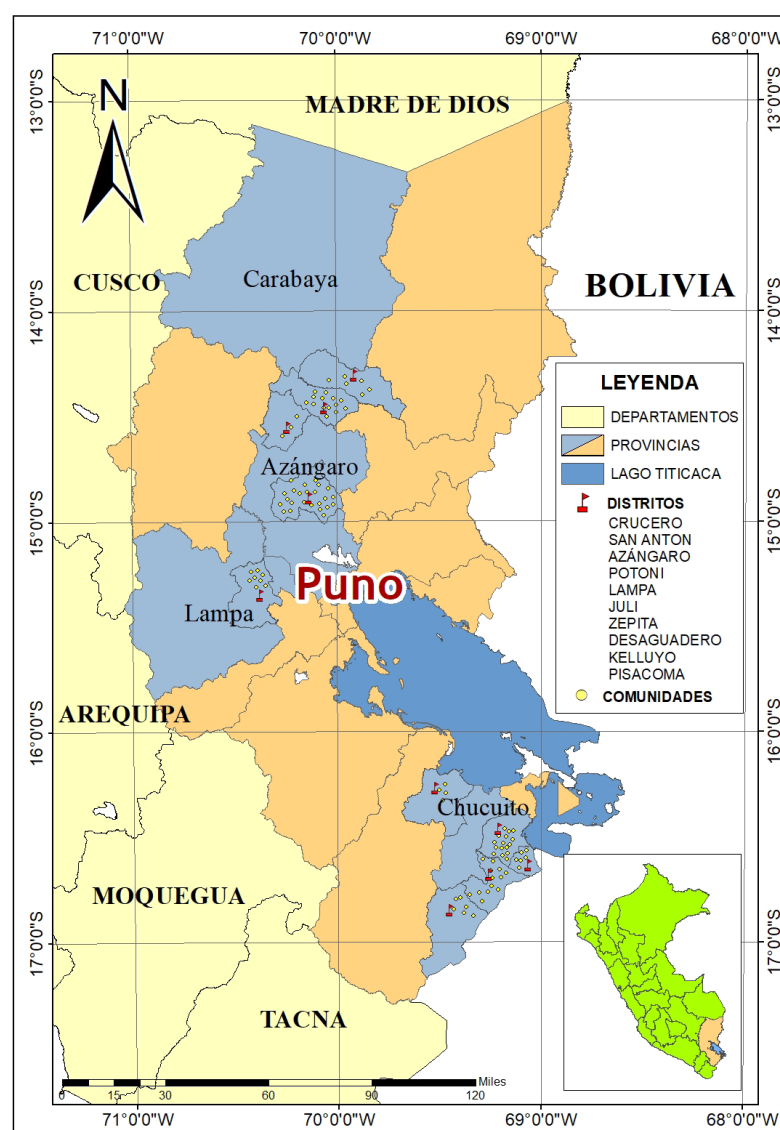 71°0'0"W 70°0'0"W 69°0'0"W 68°0'0"W
13°0'0"S 13°0'0"S
N
MADRE DE DIOS
CUSCO
Carabaya
BOLIVIA
14°0'0"S 14°0'0"S
LEYENDA
DEPARTAMENTOS
PROVINCIAS
LAGO TITICACA
DISTRITOS
CRUCERO
SAN ANTON
AZÁNGARO
POTONI
LAMPA
JULI
ZEPITA
DESAGUADERO
KELLUYO
PISACOMA
COMUNIDADES
Azángaro
15°0'0"S 15°0'0"S
Puno
Lampa
AREQUIPA
16°0'0"S 16°0'0"S
Chucuito
MOQUEGUA
17°0'0"S 17°0'0"S
TACNA
Miles
0 15 30 60 90 120
71°0'0"W 70°0'0"W 69°0'0"W 68°0'0"W